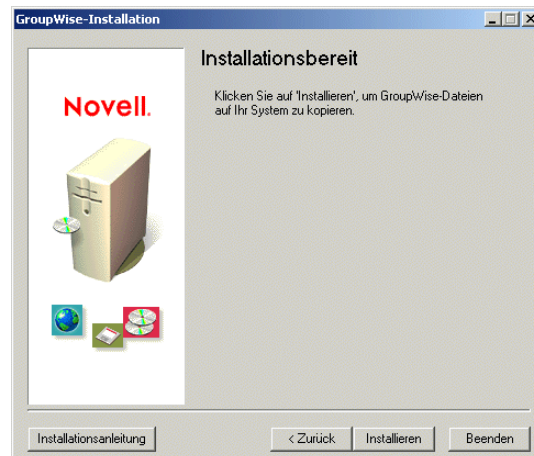 GroupWise-Installation
Installationsbereit
Novell.
Klicken Sie auf 'Installieren', um GroupWise-Dateien
auf Ihr System zu kopieren.
Installationsanleitung
< Zurück
Installieren
Beenden